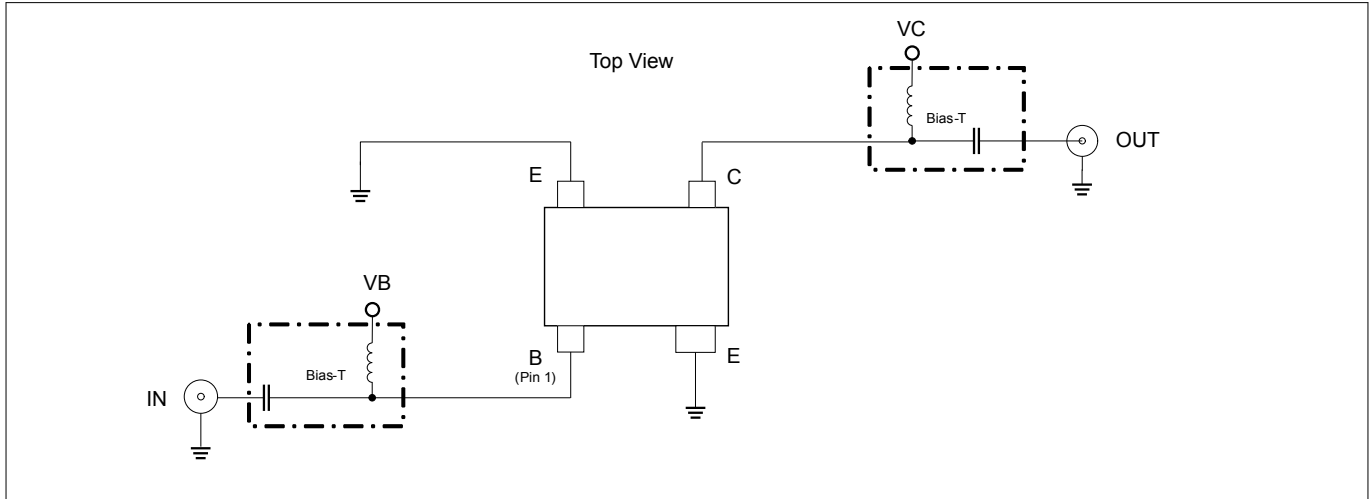 VC
Top View
Bias-T
OUT
E
C
VB
B
(Pin 1)
E
Bias-T
IN